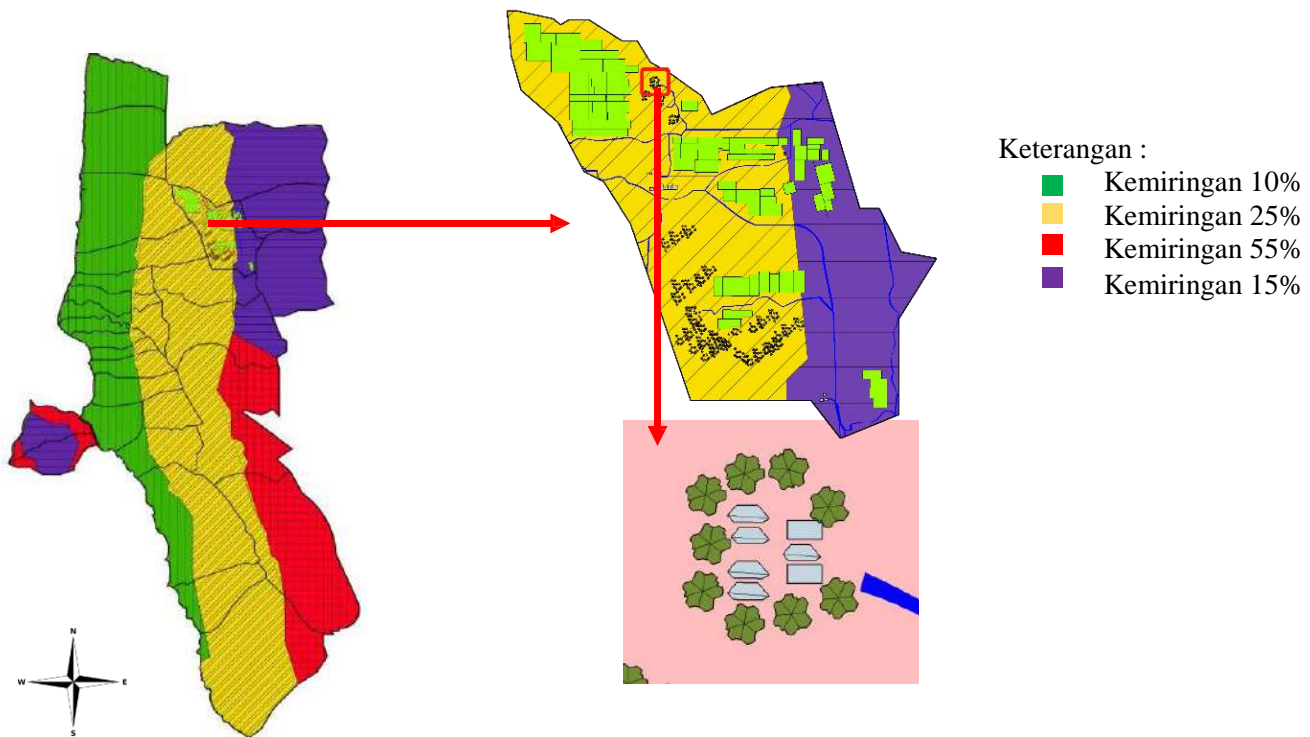 Keterangan :
Kemiringan 10%
Kemiringan 25%
Kemiringan 55%
Kemiringan 15%
N
W E
S